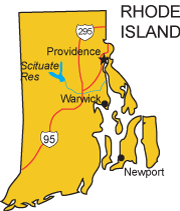 RHODE
ISLAND
295
Providence
Scituate
Res
Warwick
95
Newport